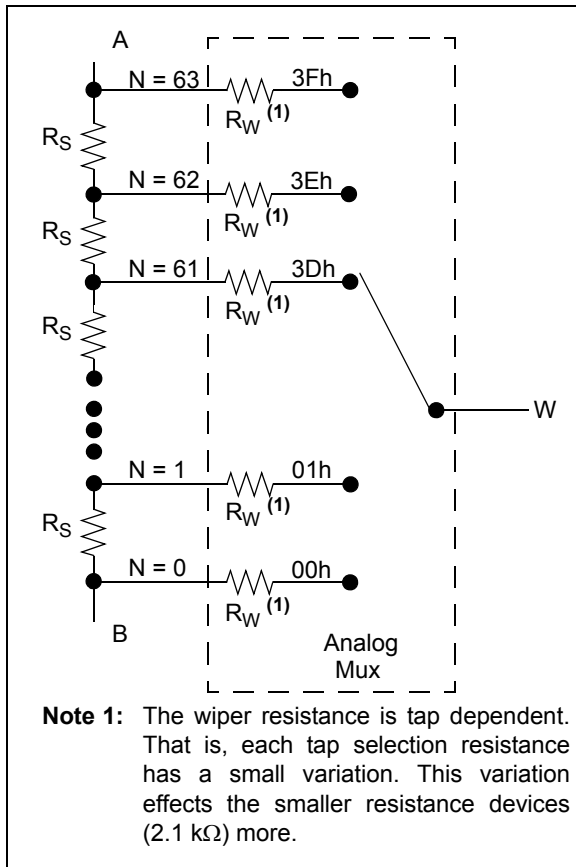 A
N = 63 3Fh
R_W (1)
R_S
N = 62 3Eh
R_W (1)
R_S
N = 61 3Dh
R_W (1)
R_S
W
N = 1 01h
R_W (1)
R_S
N = 0 00h
R_W (1)
B
Analog
Mux
Note 1: The wiper resistance is tap dependent.
That is, each tap selection resistance
has a small variation. This variation
effects the smaller resistance devices
(2.1 kΩ) more.